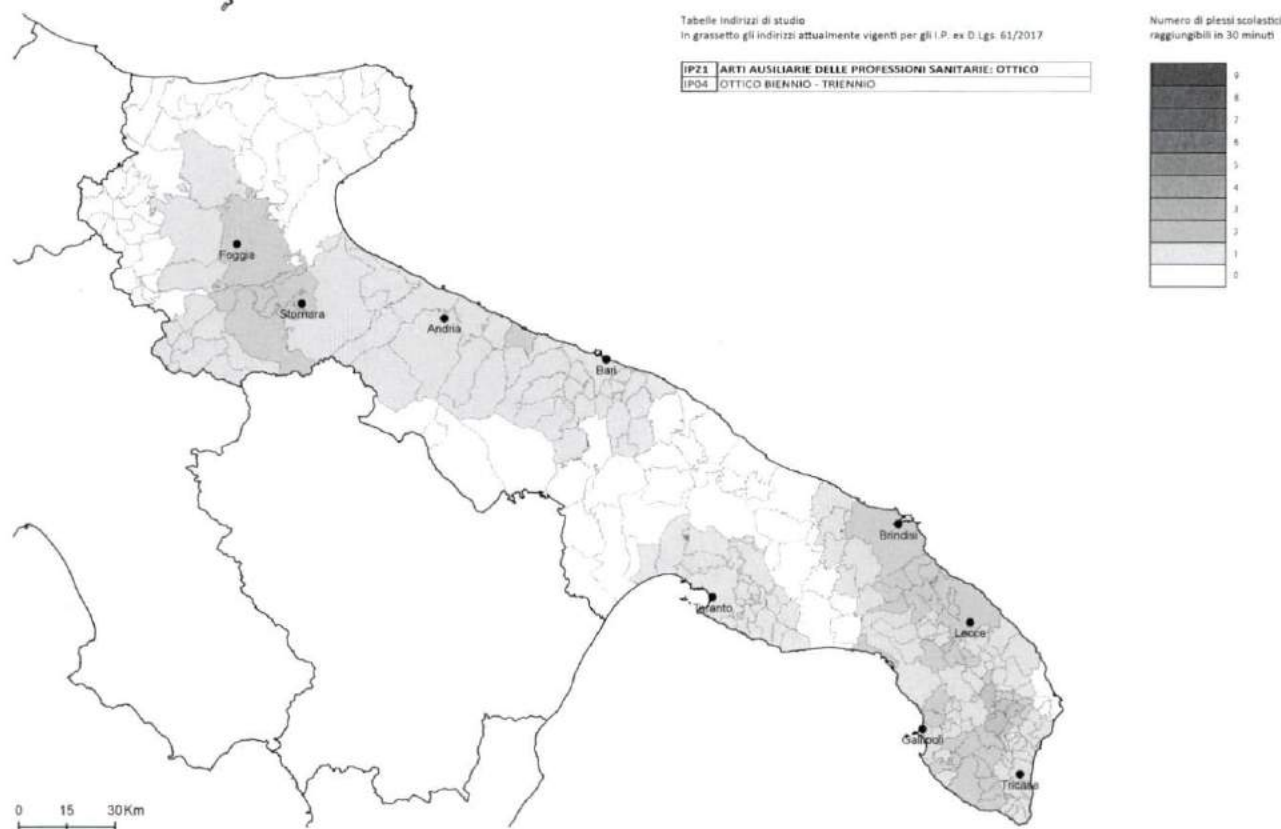 Tabelle Indirizzi di studio
In grassetto gli indirizzi attualmente vigenti per gli I.P. ex D.Lgs. 61/2017
IP21 ARTI AUSILIARIE DELLE PROFESSIONI SANITARIE: OTTICO
IP04 OTTICO BIENNIO - TRIENNIO
Numero di plessi scolastici
raggiungibili in 30 minuti
9
8
7
6
5
4
3
2
1
0
Foggia
Stornara
Andria
Bari
Brindisi
Taranto
Lecce
Gallipoli
Tricase
0 15 30 Km